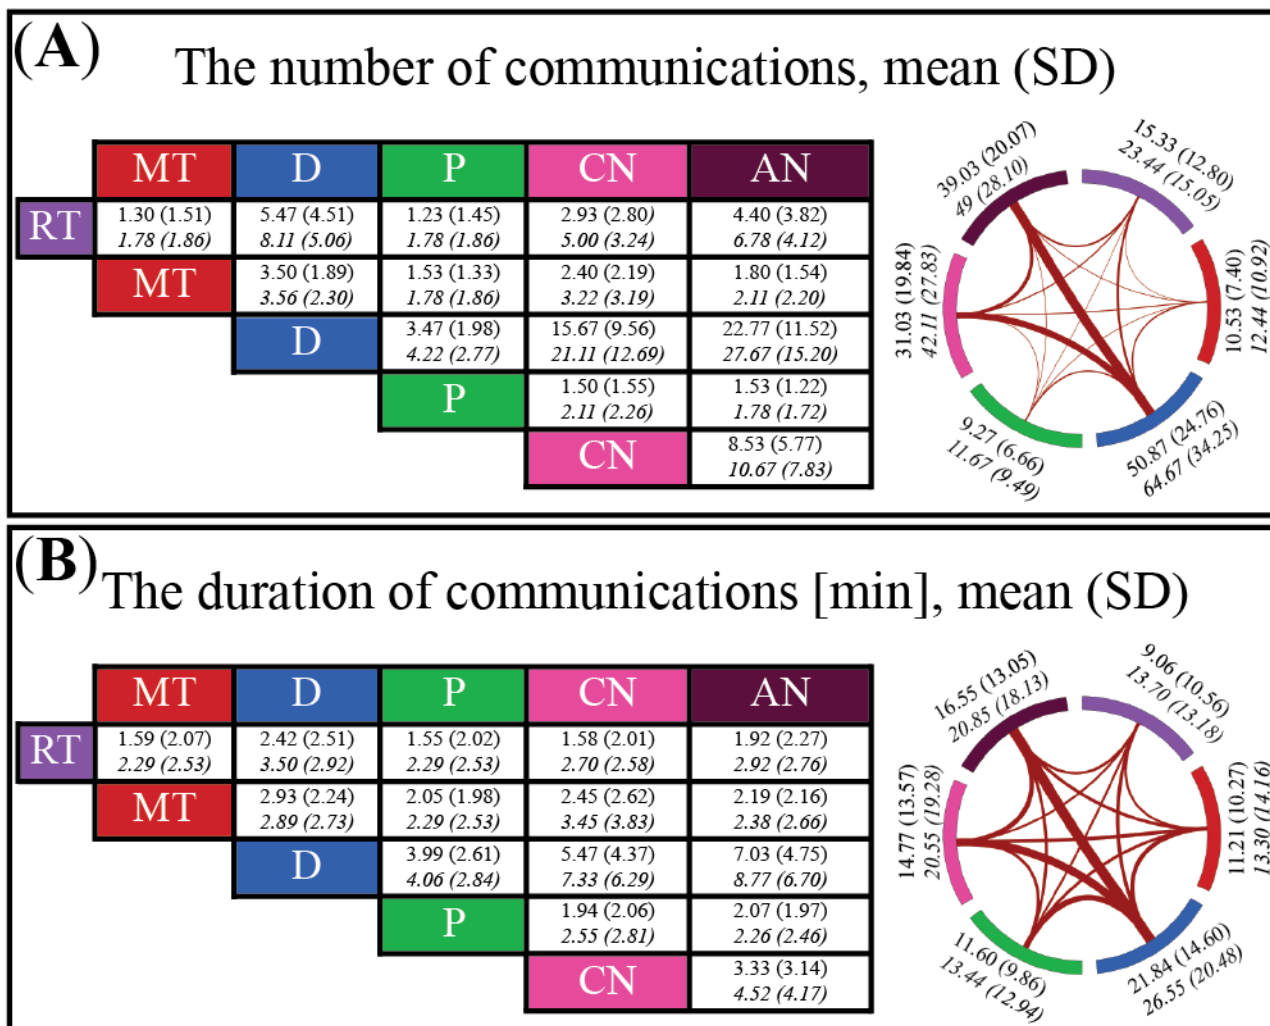 (A)
The number of communications, mean (SD)
MT D P CN AN
RT
1.30 (1.51) 5.47 (4.51) 1.23 (1.45) 2.93 (2.80) 4.40 (3.82)
1.78 (1.86) 8.11 (5.06) 1.78 (1.86) 5.00 (3.24) 6.78 (4.12)
MT
3.50 (1.89) 1.53 (1.33) 2.40 (2.19) 1.80 (1.54)
3.56 (2.30) 1.78 (1.86) 3.22 (3.19) 2.11 (2.20)
D
3.47 (1.98) 15.67 (9.56) 22.77 (11.52)
4.22 (2.77) 21.11 (12.69) 27.67 (15.20)
P
1.50 (1.55) 1.53 (1.22)
2.11 (2.26) 1.78 (1.72)
CN
8.53 (5.77)
10.67 (7.83)
39.03 (20.07)
49 (28.10)
15.33 (12.80)
23.44 (15.05)
31.03 (19.84)
42.11 (27.83)
10.53 (7.40)
12.44 (10.92)
9.27 (6.66)
11.67 (9.49)
50.87 (24.76)
64.67 (34.25)
(B)
The duration of communications [min], mean (SD)
MT D P CN AN
RT
1.59 (2.07) 2.42 (2.51) 1.55 (2.02) 1.58 (2.01) 1.92 (2.27)
2.29 (2.53) 3.50 (2.92) 2.29 (2.53) 2.70 (2.58) 2.92 (2.76)
MT
2.93 (2.24) 2.05 (1.98) 2.45 (2.62) 2.19 (2.16)
2.89 (2.73) 2.29 (2.53) 3.45 (3.83) 2.38 (2.66)
D
3.99 (2.61) 5.47 (4.37) 7.03 (4.75)
4.06 (2.84) 7.33 (6.29) 8.77 (6.70)
P
1.94 (2.06) 2.07 (1.97)
2.55 (2.81) 2.26 (2.46)
CN
3.33 (3.14)
4.52 (4.17)
16.55 (13.05)
20.85 (18.13)
9.06 (10.56)
13.70 (13.18)
14.77 (13.57)
20.55 (19.28)
11.21 (10.27)
13.30 (14.16)
11.60 (9.86)
13.44 (12.94)
21.84 (14.60)
26.55 (20.48)